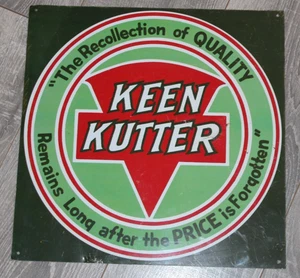 "The Recollection of QUALITY
KEEN
KUTTER
Remains Long after the PRICE is Forgotten"